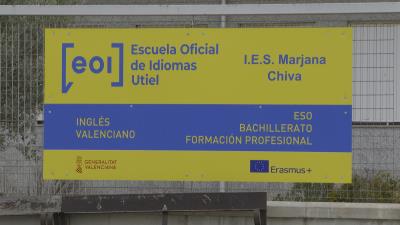 [eoi] Escuela Oficial
de Idiomas
Utiel
I.E.S. Marjana
Chiva
INGLÉS
VALENCIANO
ESO
BACHILLERATO
FORMACIÓN PROFESIONAL
GENERALITAT
VALENCIANA
Erasmus+